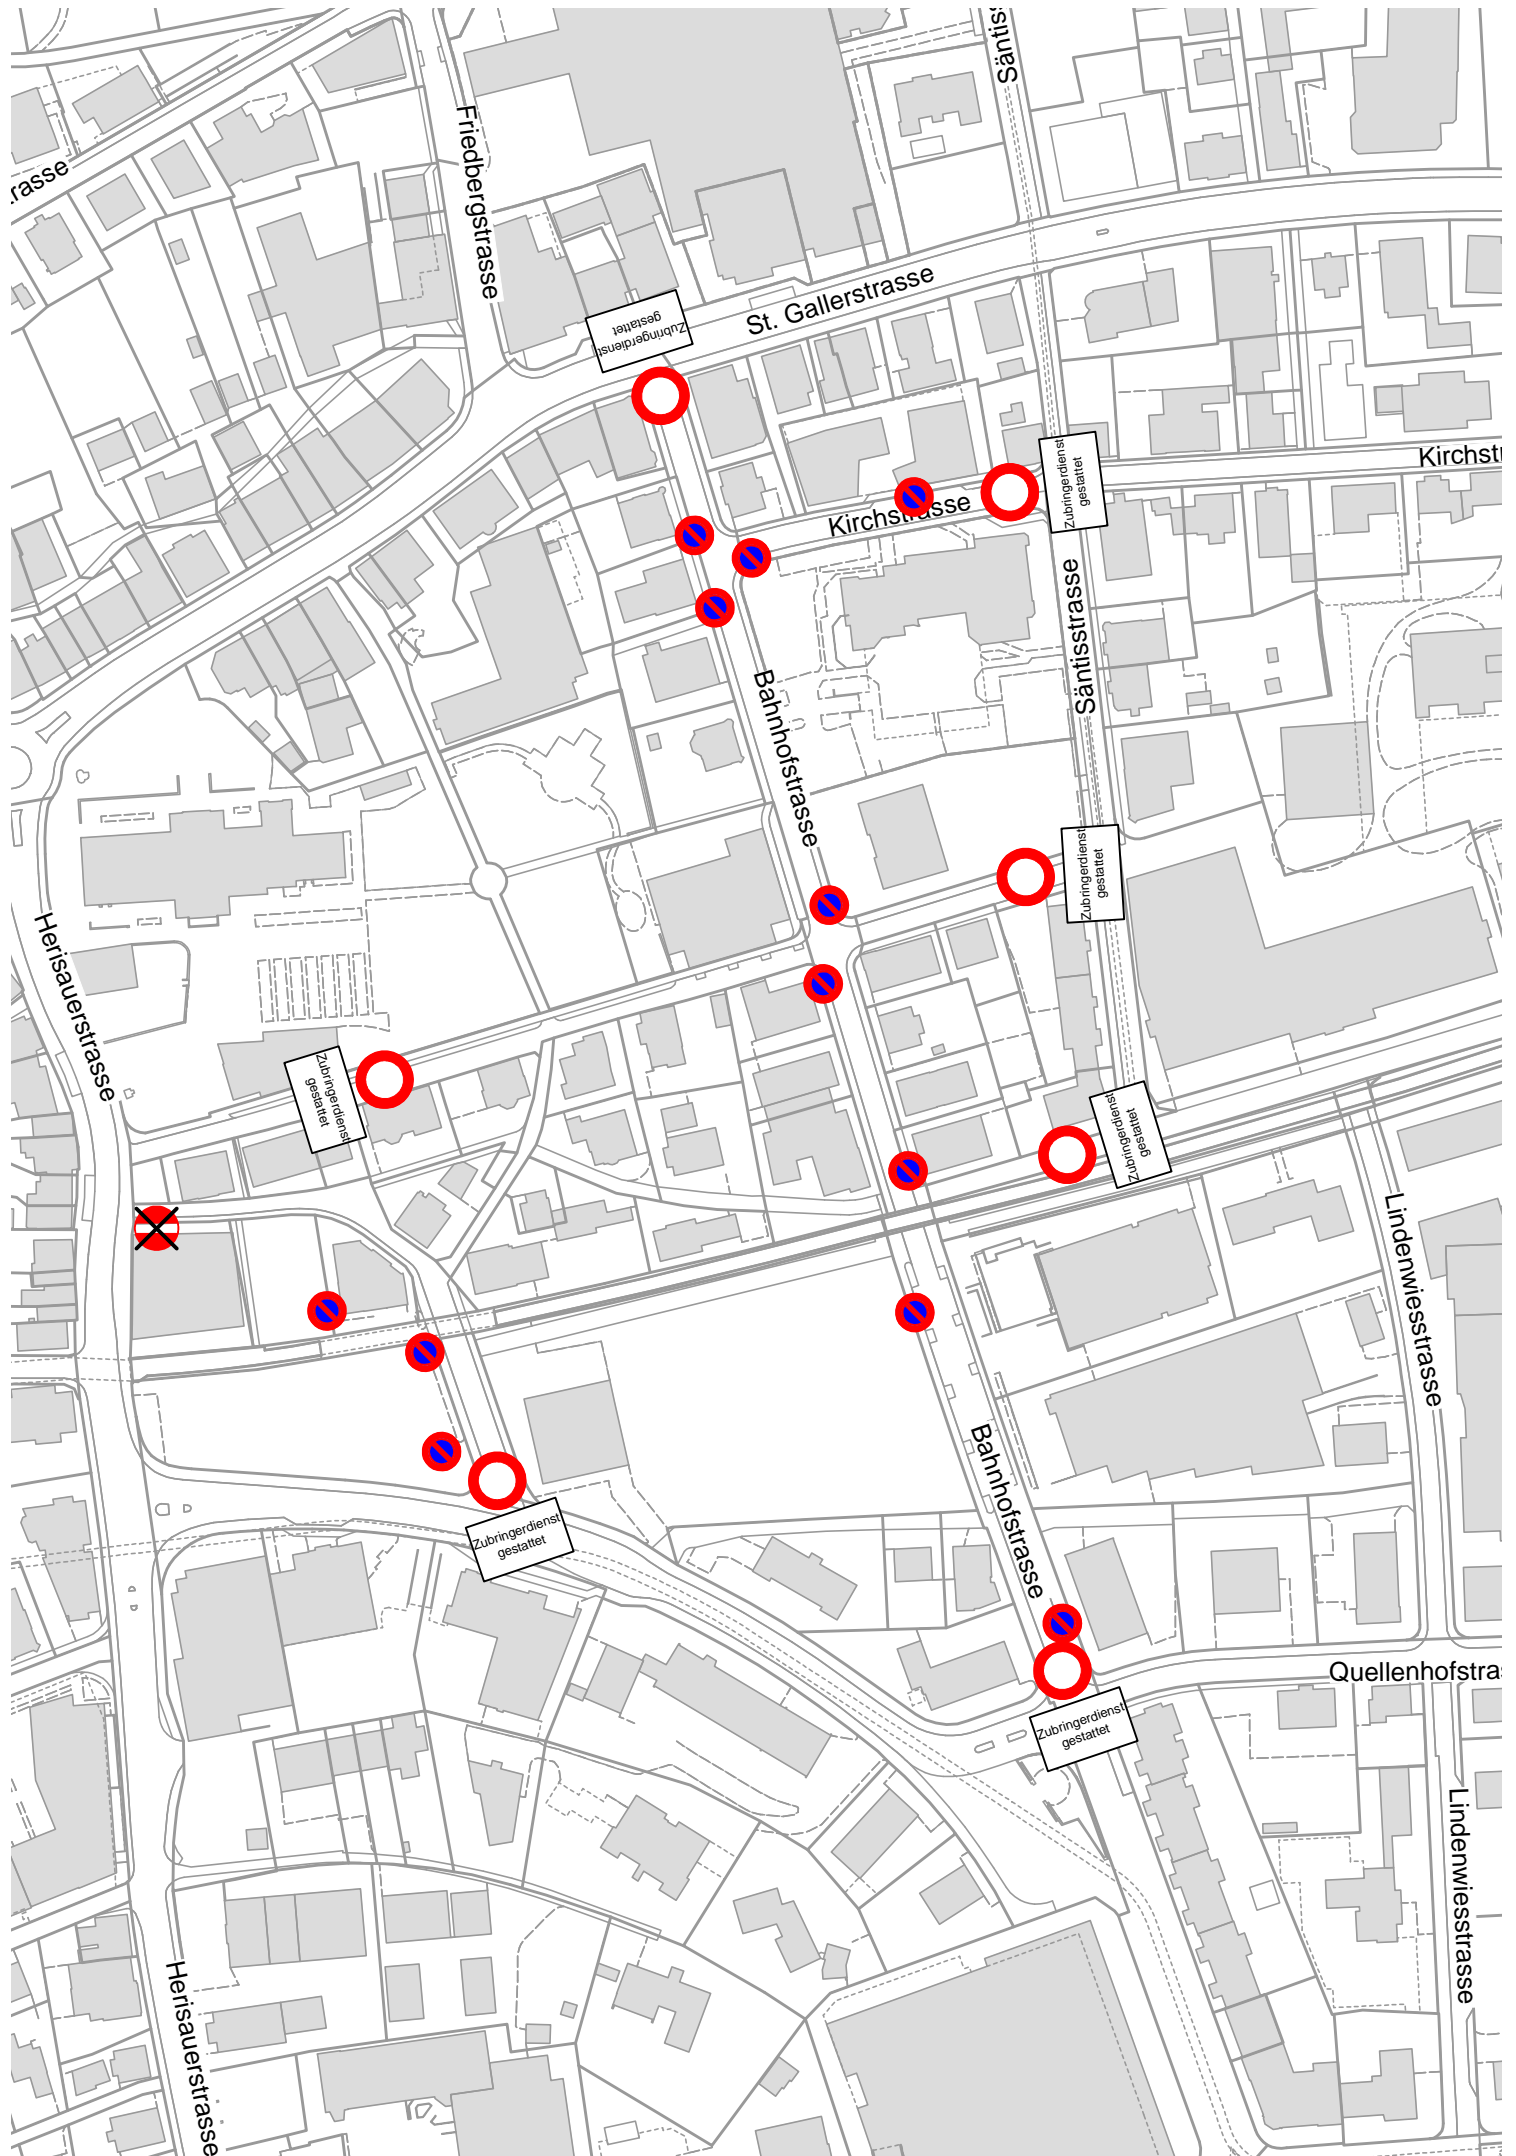 Säntis
rasse
Friedbergstrasse
St. Gallerstrasse
Zubringerdienst
gestattet
Kirchstr
Zubringerdienst
gestattet
Kirchstrasse
Säntisstrasse
Bahnhofstrasse
Zubringerdienst
gestattet
Herisauerstrasse
Zubringerdienst
gestattet
Zubringerdienst
gestattet
Lindenwiesstrasse
Bahnhofstrasse
Zubringerdienst
gestattet
Quellenhofstras
Zubringerdienst
gestattet
Lindenwiesstrasse
Herisauerstrasse